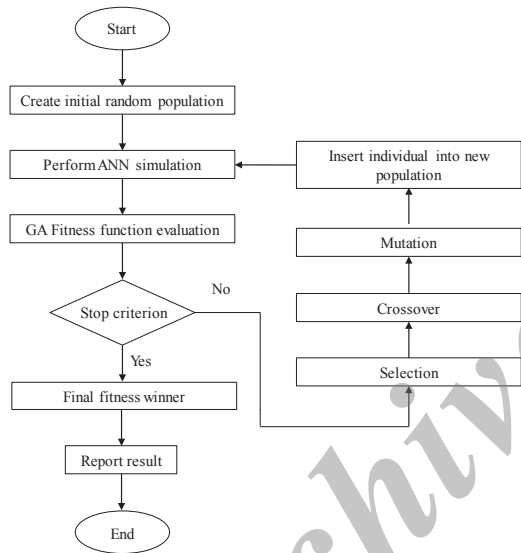 Start
Create initial random population
Perform ANN simulation
GA Fitness function evaluation
Stop criterion
No
Yes
Final fitness winner
Report result
End
Insert individual into new
population
Mutation
Crossover
Selection